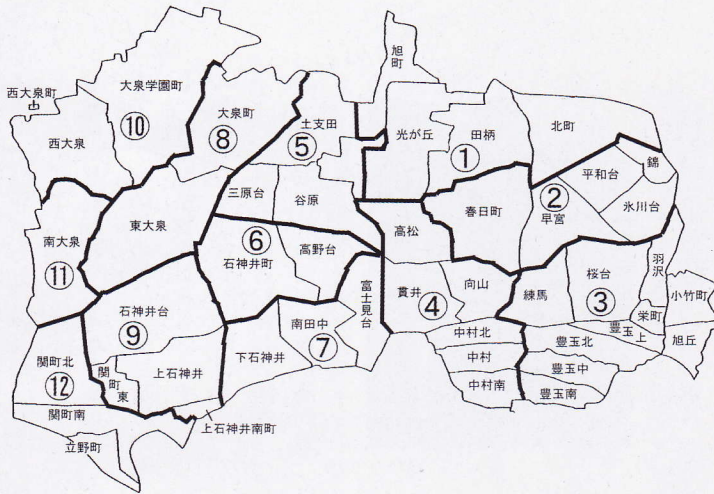 旭町
西大泉町
大泉学園町
⑩
大泉町
⑧
土支田
⑤
光が丘
田柄
①
北町
西大泉
平和台
錦
②
早宮
氷川台
三原台
谷原
春日町
東大泉
高松
南大泉
⑪
⑥
石神井町
高野台
富士見台
貫井
④
向山
練馬
桜台
③
羽沢
小竹町
栄町
豊玉上
旭丘
石神井台
⑨
南田中
⑦
下石神井
中村北
豊玉北
中村
豊玉中
中村南
豊玉南
関町北
⑫
関町東
上石神井
関町南
上石神井南町
立野町